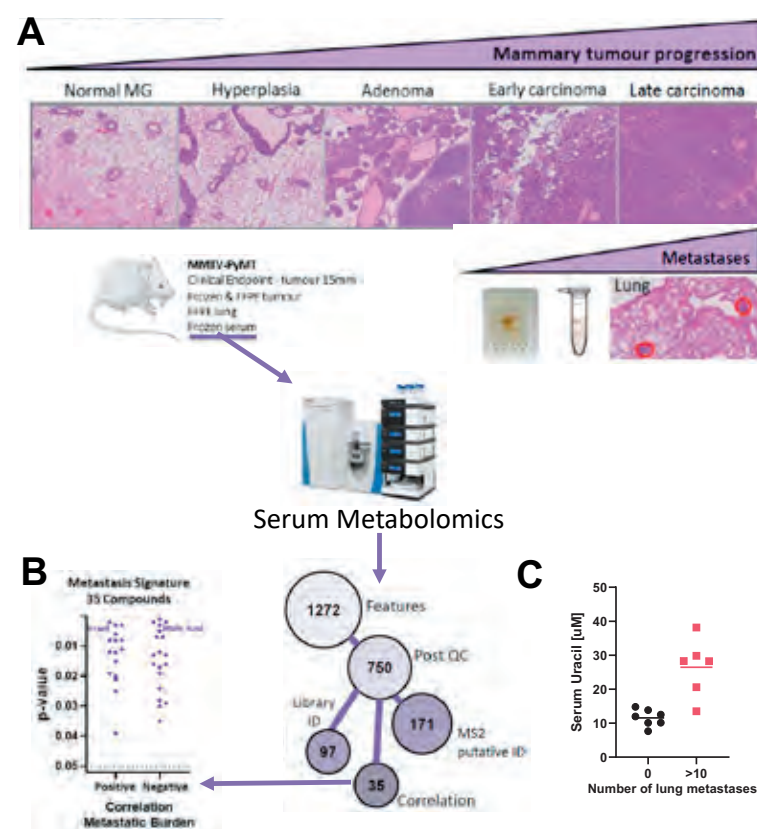 A
Mammary tumour progression
Normal MG
Hyperplasia
Adenoma
Early carcinoma
Late carcinoma
MMTV-PyMT
Clinical Endpoint - tumour 15mm
Frozen & FFPE tumour
FFPE lung
Frozen serum
Metastases
Lung
Serum Metabolomics
B
Metastasis Signature
35 Compounds
p-value
0.01
0.02
0.03
0.04
0.05
Positive
Negative
Correlation
Metastatic Burden
1272
Features
750
Post QC
Library
ID
97
171
MS2
putative ID
35
Correlation
C
Serum Uracil [uM]
50
40
30
20
10
0
0
>10
Number of lung metastases